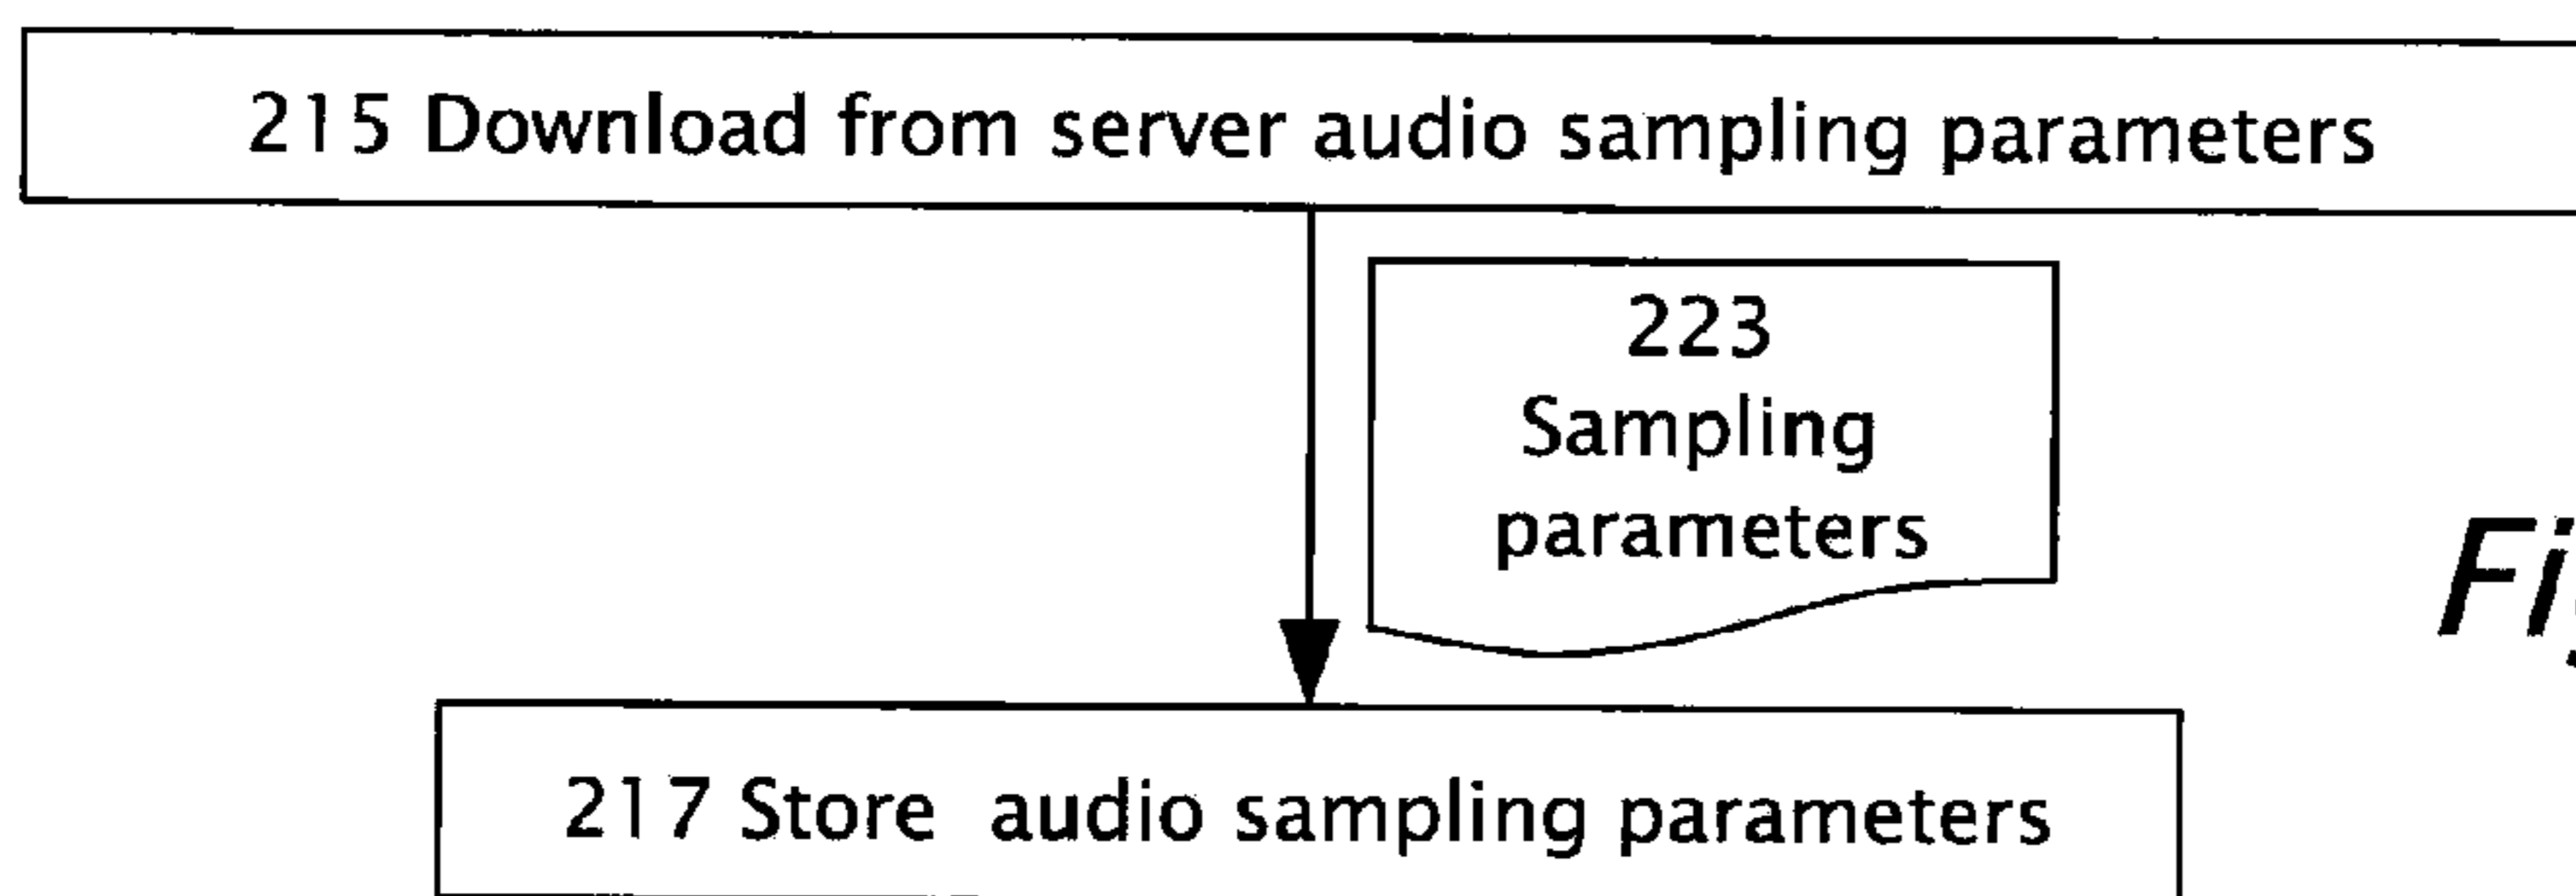 215 Download from server audio sampling parameters
223
Sampling
parameters
217 Store audio sampling parameters